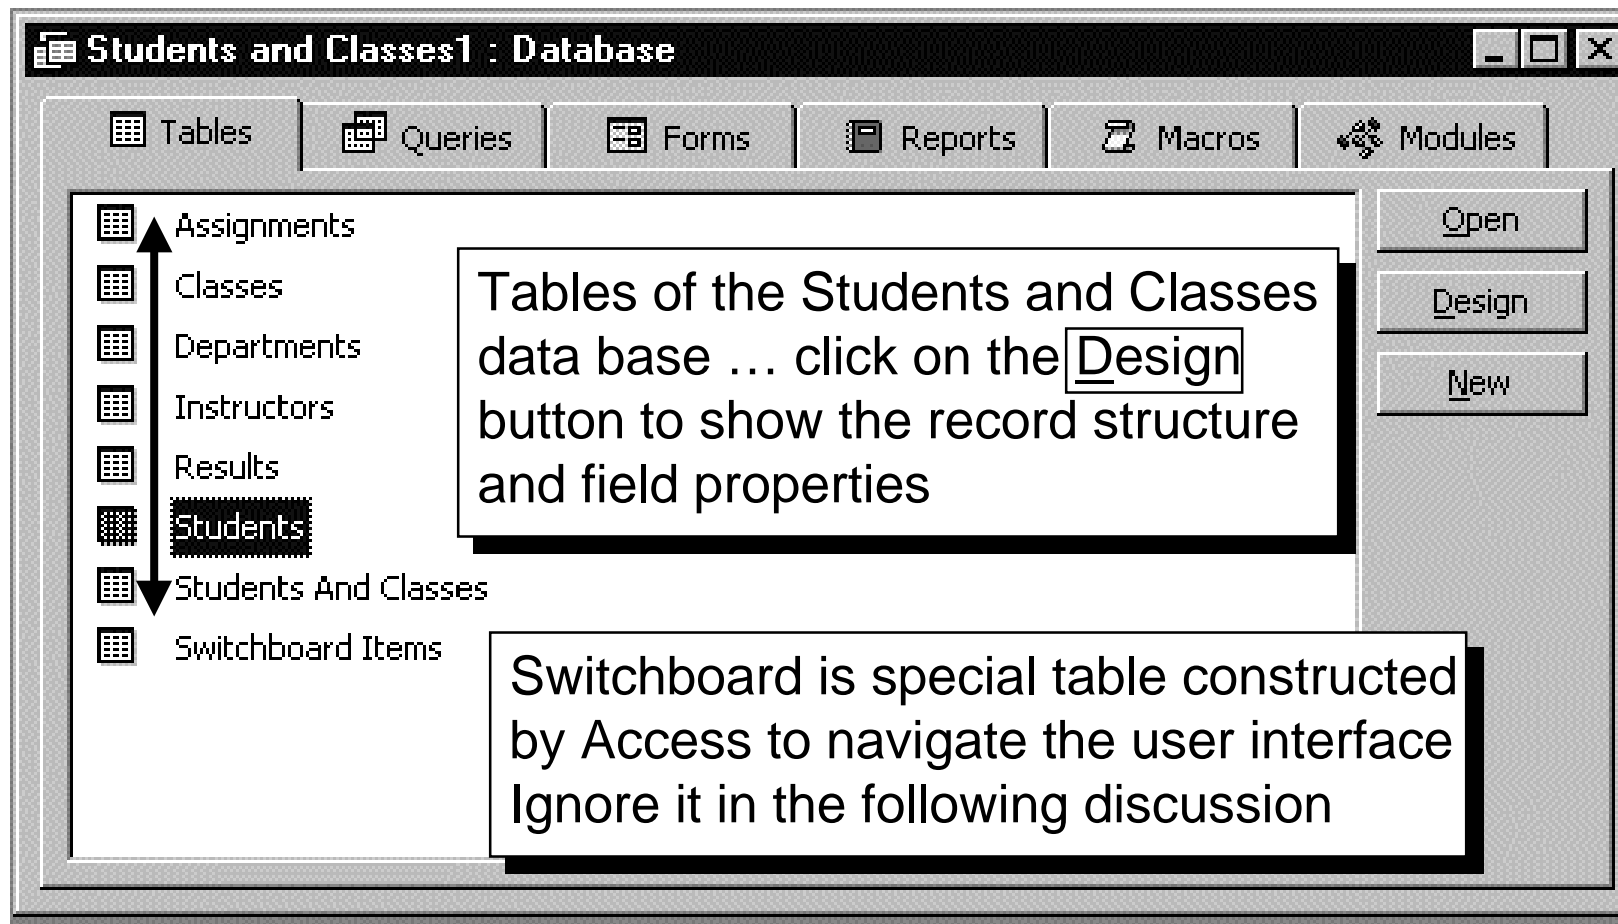 Students and Classes1 : Database
Tables Queries Forms Reports Macros Modules
Assignments
Classes
Departments
Instructors
Results
Students
Students And Classes
Switchboard Items
Open
Design
New
Tables of the Students and Classes
data base … click on the Design
button to show the record structure
and field properties
Switchboard is special table constructed
by Access to navigate the user interface
Ignore it in the following discussion